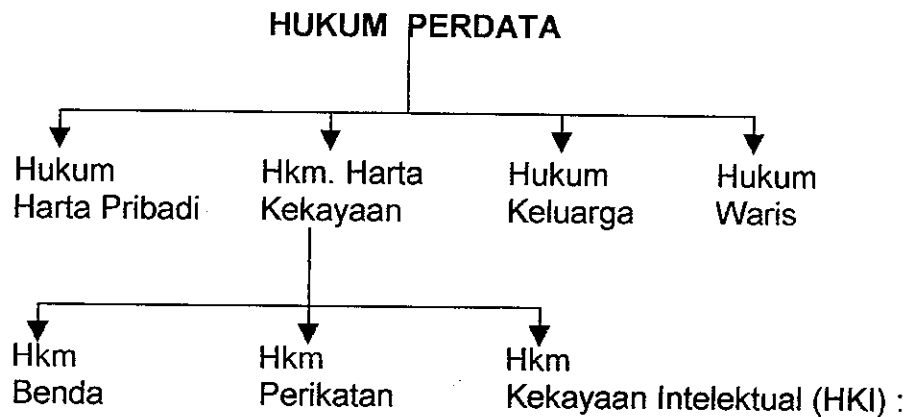 HUKUM PERDATA
Hukum
Harta Pribadi
Hkm. Harta
Kekayaan
Hukum
Keluarga
Hukum
Waris
Hkm
Benda
Hkm
Perikatan
Hkm
Kekayaan Intelektual (HKI) :